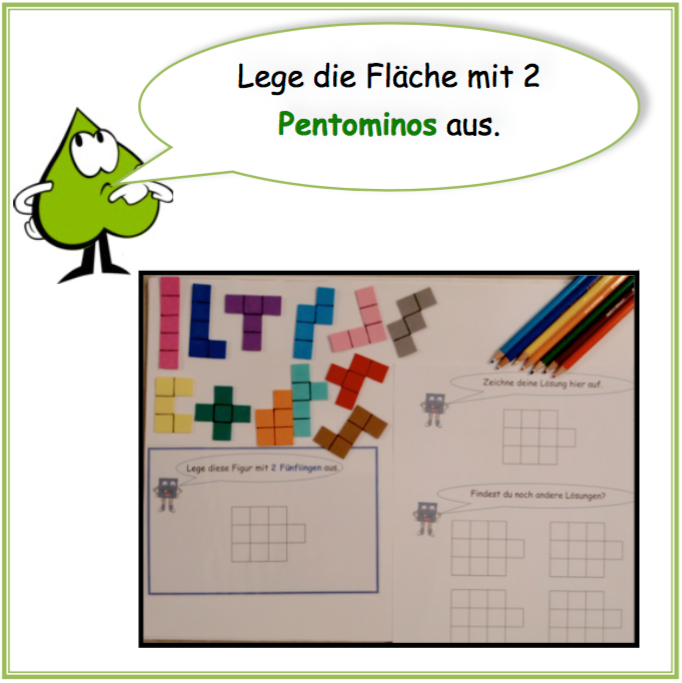 Lege die Fläche mit 2
Pentominos aus.
Zeichne deine Lösung hier auf.
Lege diese Figur mit 2 Fünflingen aus.
Findest du noch andere Lösungen?